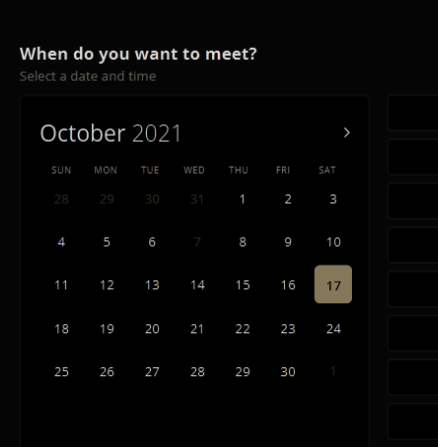 When do you want to meet?
Select a date and time
October 2021
SUN MON TUE WED THU FRI SAT
28 29 30 31 1 2 3
4 5 6 7 8 9 10
11 12 13 14 15 16 17
18 19 20 21 22 23 24
25 26 27 28 29 30 1